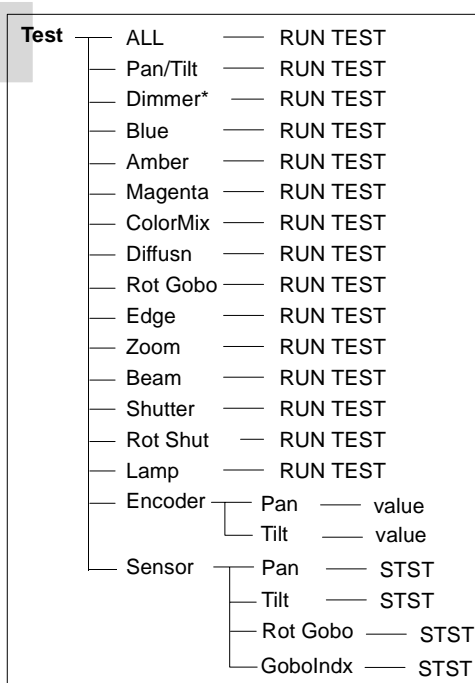 Test ALL RUN TEST
Pan/Tilt RUN TEST
Dimmer* RUN TEST
Blue RUN TEST
Amber RUN TEST
Magenta RUN TEST
ColorMix RUN TEST
Diffusn RUN TEST
Rot Gobo RUN TEST
Edge RUN TEST
Zoom RUN TEST
Beam RUN TEST
Shutter RUN TEST
Rot Shut RUN TEST
Lamp RUN TEST
Encoder Pan value
Tilt value
Sensor Pan STST
Tilt STST
Rot Gobo STST
GoboIndx STST